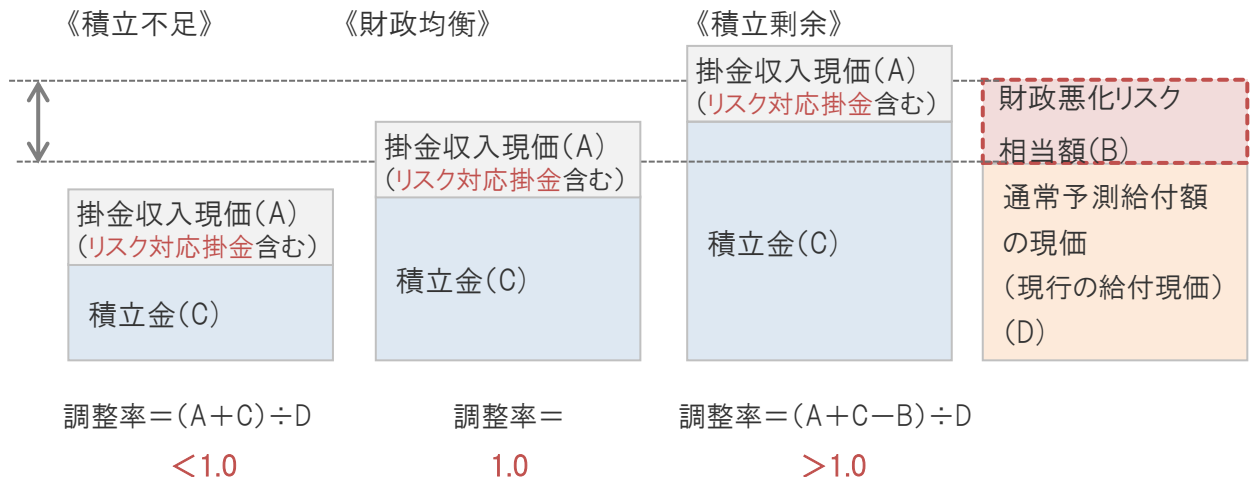 《積立不足》
《財政均衡》
《積立剰余》
掛金収入現価(A)
(リスク対応掛金含む)
積立金(C)
掛金収入現価(A)
(リスク対応掛金含む)
積立金(C)
掛金収入現価(A)
(リスク対応掛金含む)
積立金(C)
財政悪化リスク
相当額(B)
通常予測給付額
の現価
(現行の給付現価)
(D)
調整率=(A+C)÷D
<1.0
調整率=
1.0
調整率=(A+C-B)÷D
>1.0